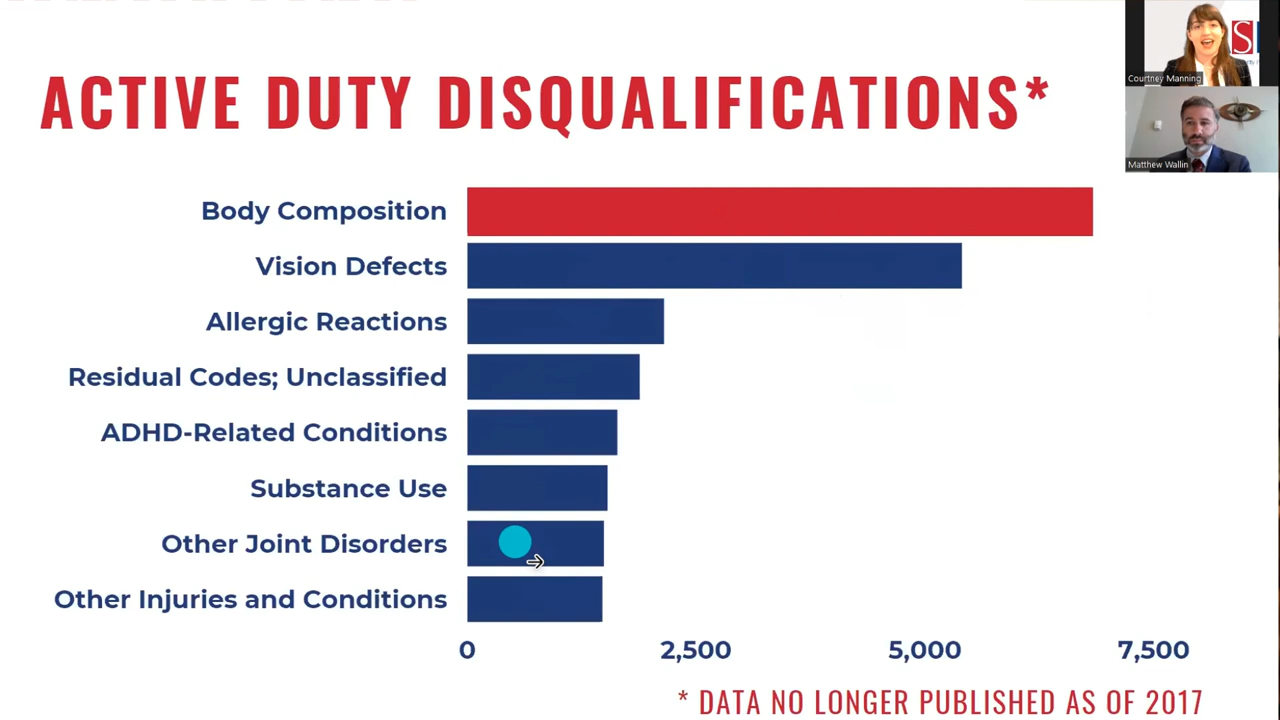 ACTIVE DUTY DISQUALIFICATIONS*
Courtney Manning
Matthew Wallin
Body Composition
Vision Defects
Allergic Reactions
Residual Codes; Unclassified
ADHD-Related Conditions
Substance Use
Other Joint Disorders
Other Injuries and Conditions
0 2,500 5,000 7,500
* DATA NO LONGER PUBLISHED AS OF 2017